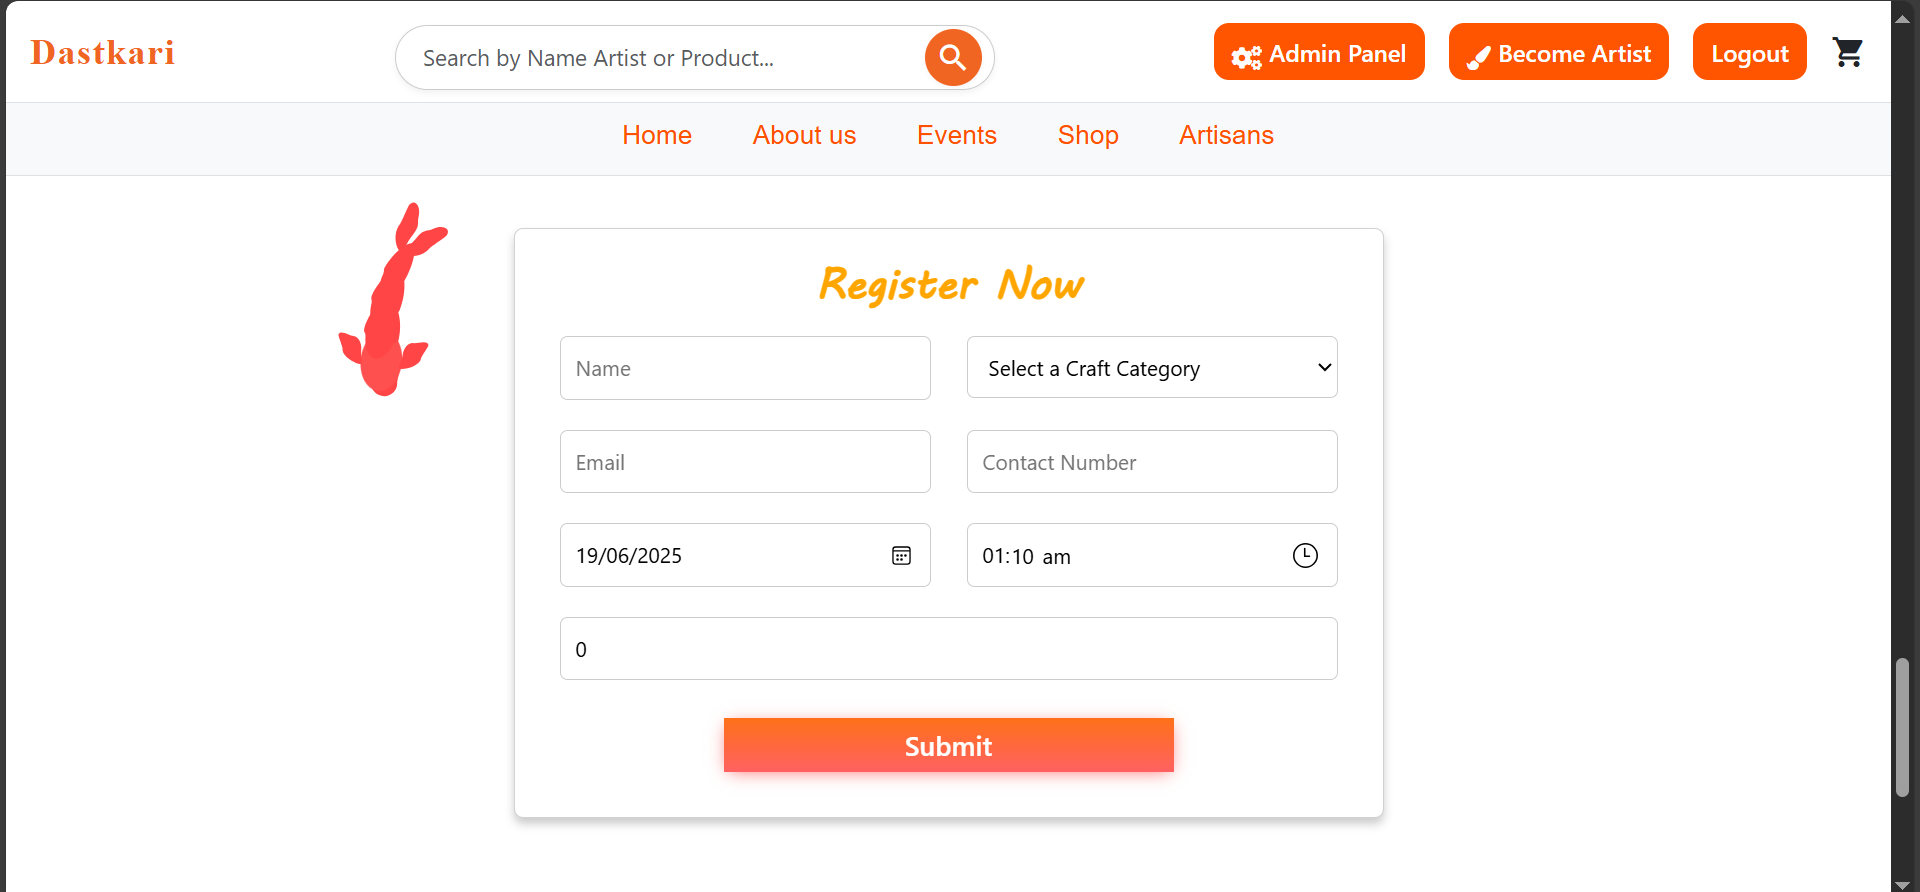 Dastkari
Search by Name Artist or Product...
Admin Panel
Become Artist
Logout
Home
About us
Events
Shop
Artisans
Register Now
Name
Select a Craft Category
Email
Contact Number
19/06/2025
01:10 am
0
Submit